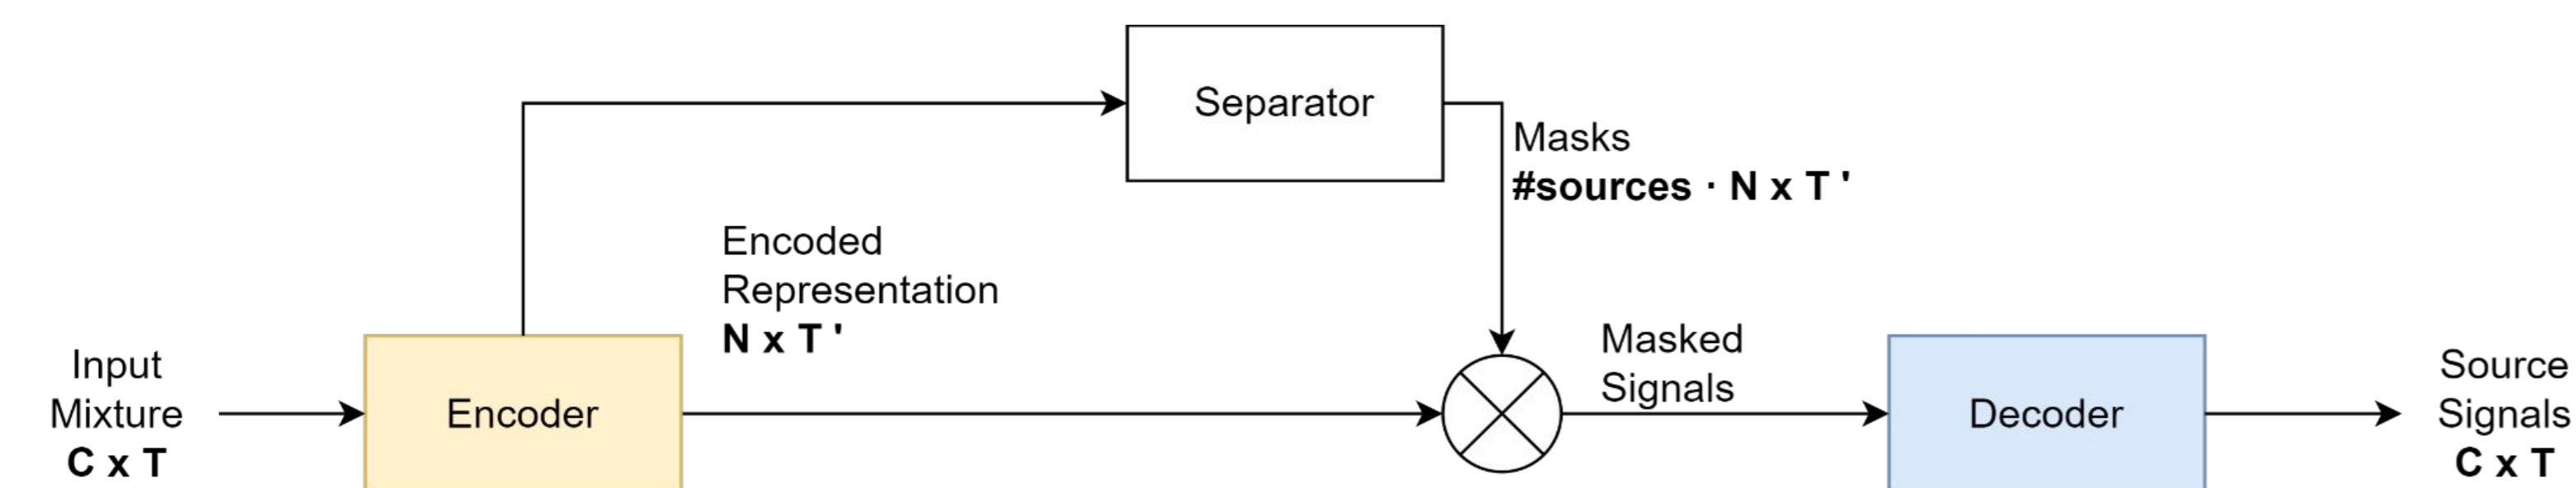 Separator
Masks
#sources · N x T '
Encoded
Representation
N x T '
Input
Mixture
C x T
Encoder
Masked
Signals
Decoder
Source
Signals
C x T